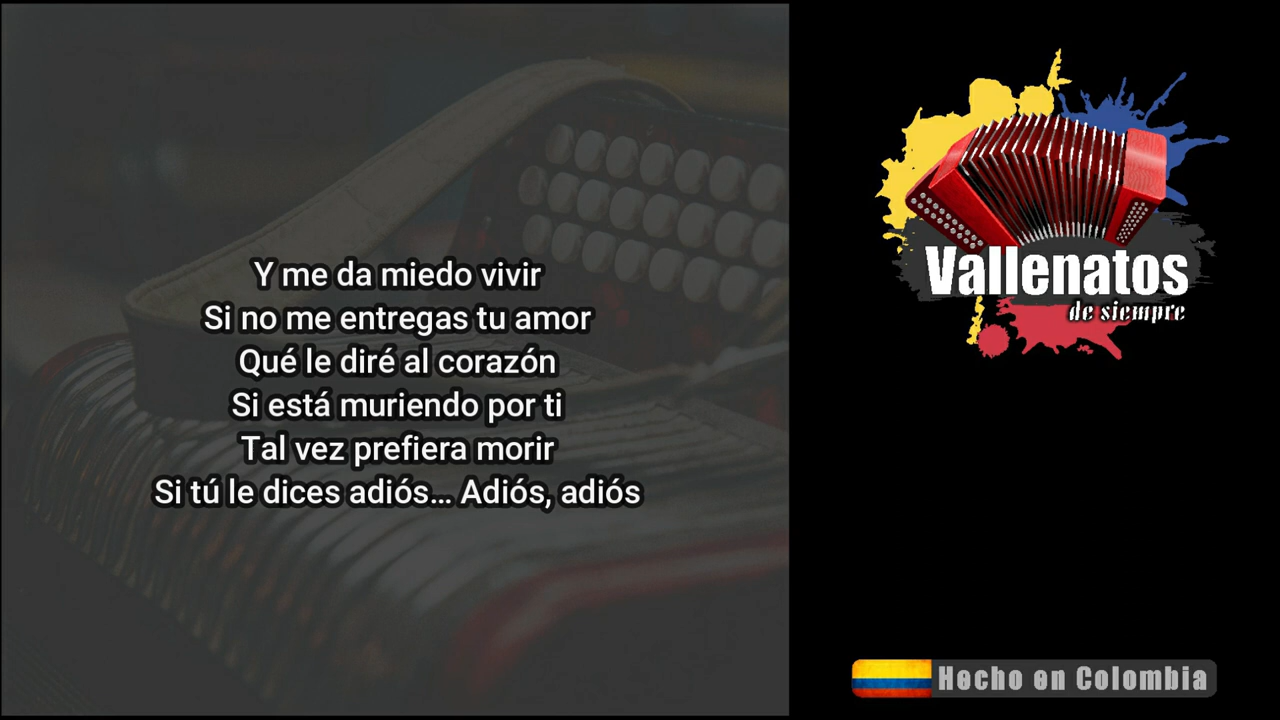 Y me da miedo vivir
Si no me entregas tu amor
Qué le diré al corazón
Si está muriendo por ti
Tal vez prefiera morir
Si tú le dices adiós... Adiós, adiós
Vallenatos
de siempre
Hecho en Colombia